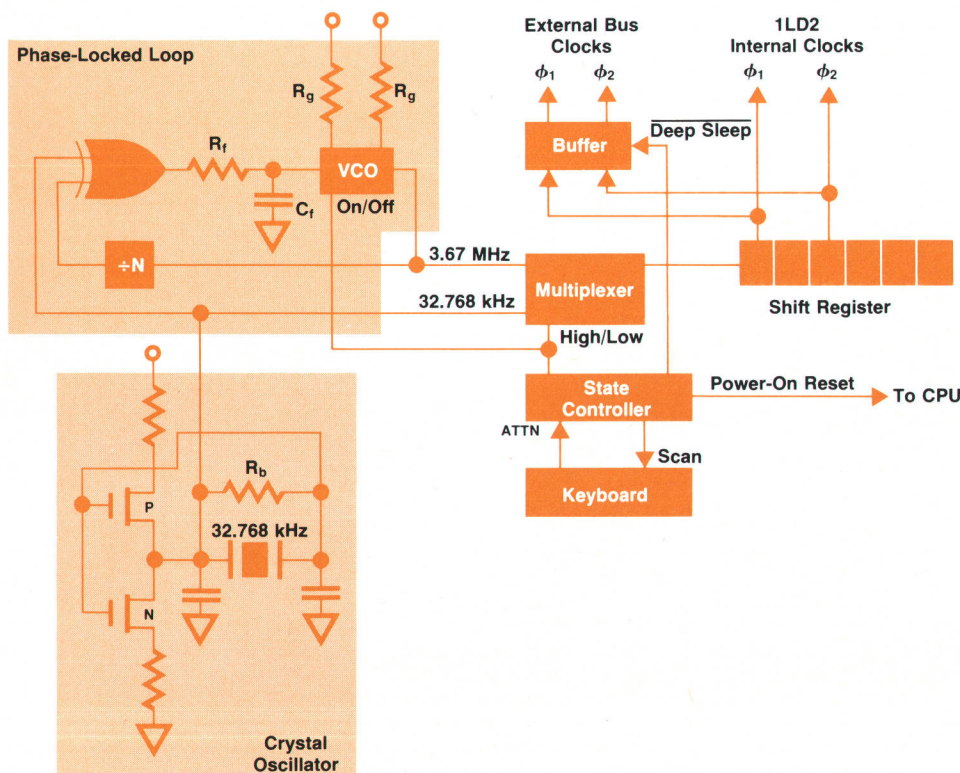 External Bus
Clocks
1LD2
Internal Clocks
ϕ1
ϕ2
ϕ1
ϕ2
Phase-Locked Loop
Rg
Rg
Rf
Cf
VCO
On/Off
÷N
Buffer
Deep Sleep
3.67 MHz
32.768 kHz
Multiplexer
High/Low
Shift Register
State
Controller
Power-On Reset
To CPU
ATTN
Scan
Keyboard
P
N
Rb
32.768 kHz
Crystal
Oscillator